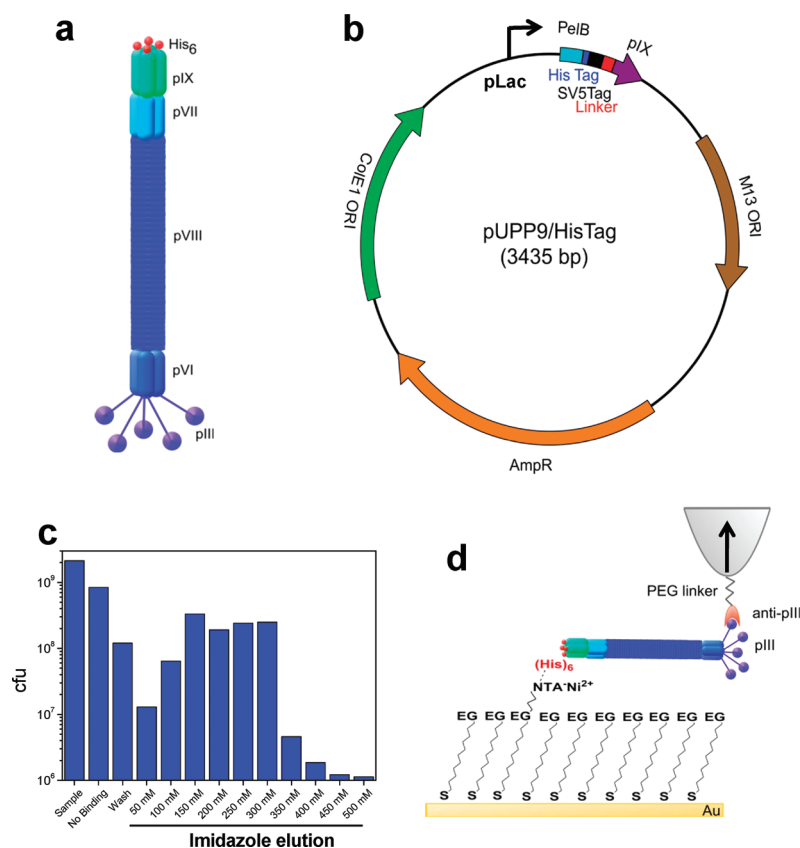 a
His6
pIX
pVII
pVIII
pVI
pIII
b
pLac
PelB
pIX
His Tag
SV5Tag
Linker
M13 ORI
ColE1 ORI
pUPP9/HisTag
(3435 bp)
AmpR
c
cfu
10^9
10^8
10^7
10^6
Sample
No Binding
Wash
50 mM
100 mM
150 mM
200 mM
250 mM
300 mM
350 mM
400 mM
450 mM
500 mM
Imidazole elution
d
PEG linker
anti-pIII
pIII
(His)6
NTA-Ni2+
EG EG EG EG EG EG EG EG EG
S S S S S S S S S
Au